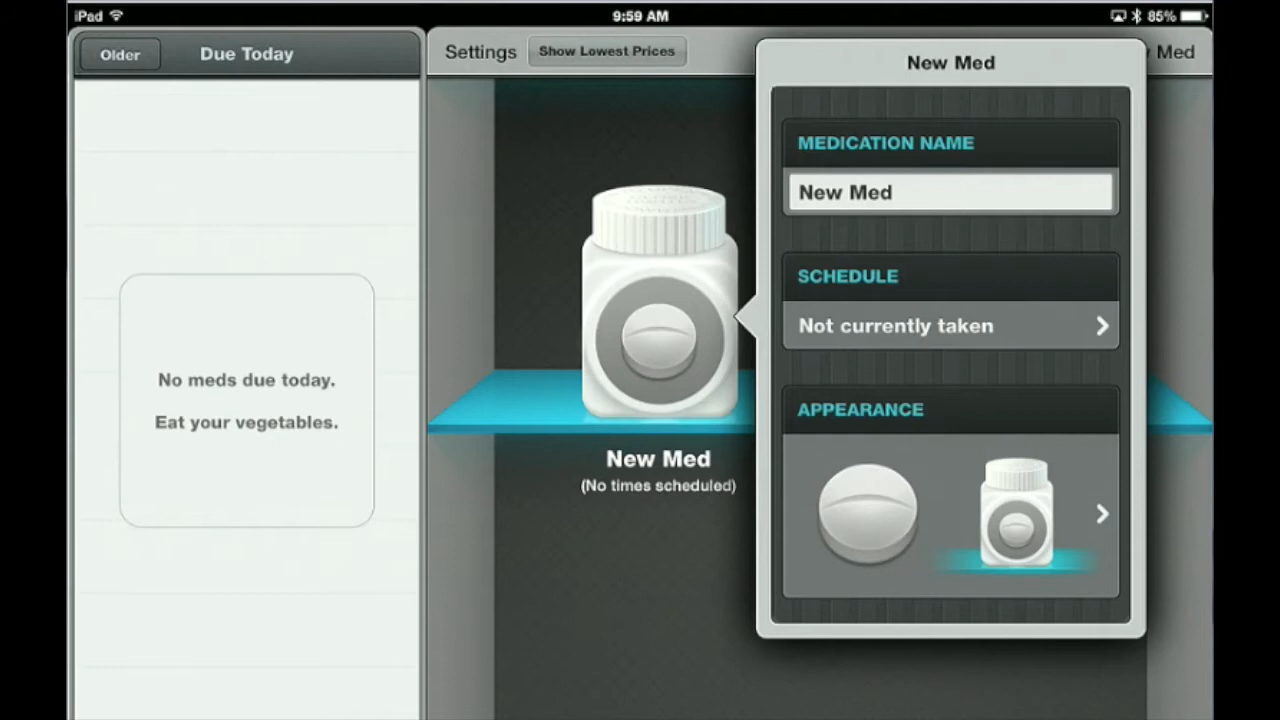 iPad
9:59 AM
85%
Older
Due Today
Settings
Show Lowest Prices
Med
New Med
MEDICATION NAME
New Med
SCHEDULE
Not currently taken
APPEARANCE
No meds due today.
Eat your vegetables.
New Med
(No times scheduled)